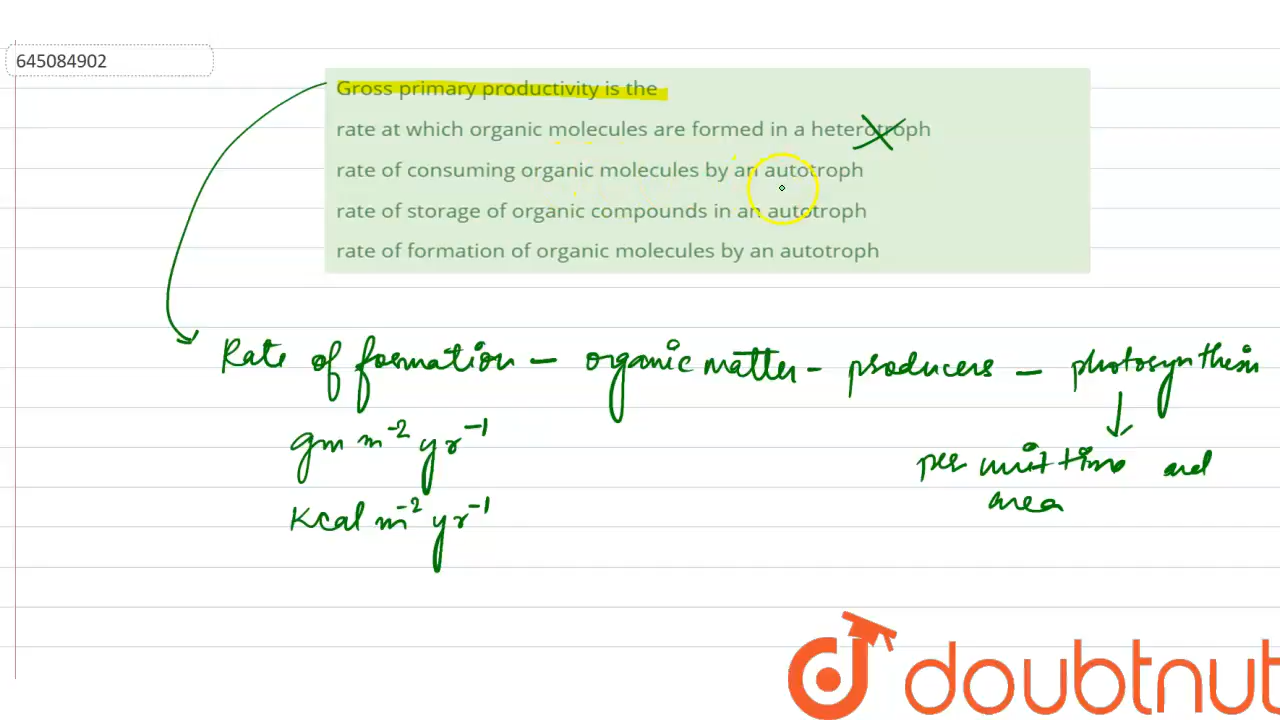 645084902
Gross primary productivity is the
rate at which organic molecules are formed in a heterotroph
rate of consuming organic molecules by an autotroph
rate of storage of organic compounds in an autotroph
rate of formation of organic molecules by an autotroph
Rate of formation - organic matter - producers - photosynthesis
gm m⁻² yr⁻¹
per unit time and
area
Kcal m⁻² yr⁻¹
doubtnut